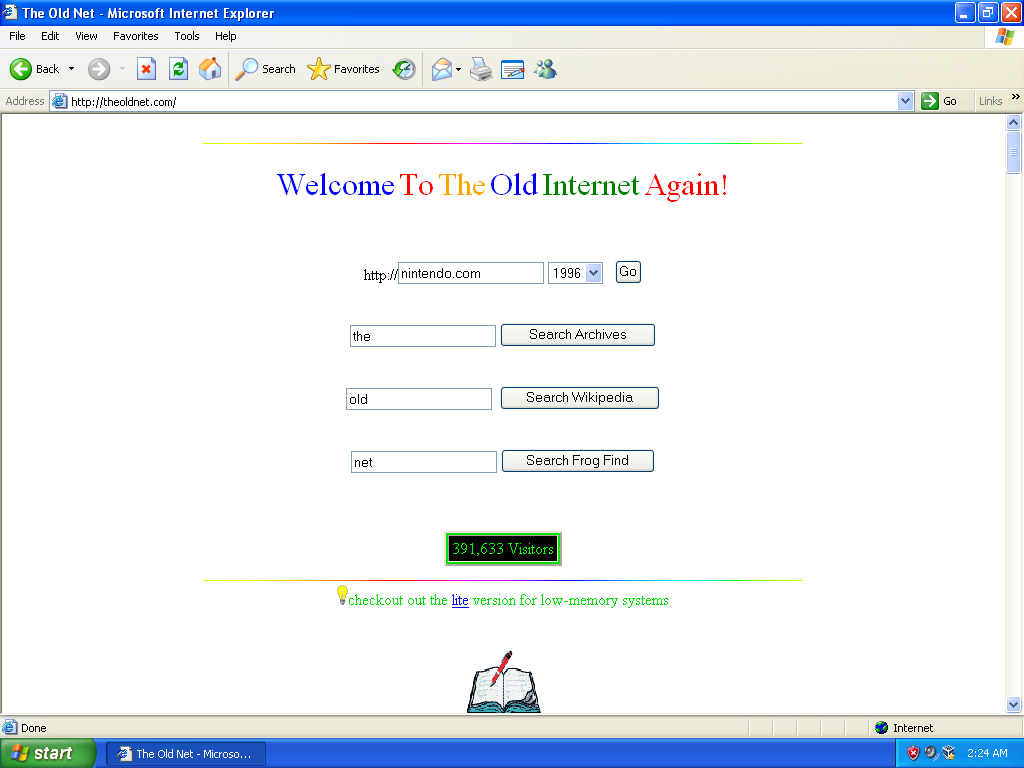 The Old Net - Microsoft Internet Explorer
File Edit View Favorites Tools Help
Back Search Favorites
Address http://theoldnet.com/ Go Links »
Welcome To The Old Internet Again!
http:// nintendo.com 1996 Go
the Search Archives
old Search Wikipedia
net Search Frog Find
391,633 Visitors
checkout out the lite version for low-memory systems
Done Internet
start The Old Net - Microso... 2:24 AM